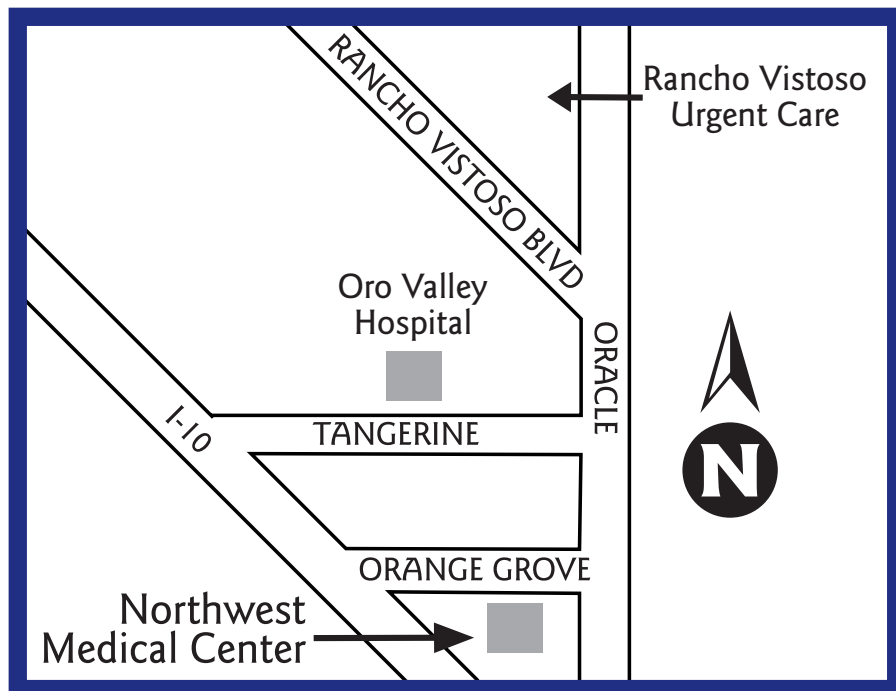 RANCHO VISTOSO BLVD
Rancho Vistoso
Urgent Care
Oro Valley
Hospital
ORACLE
I-10
TANGERINE
N
ORANGE GROVE
Northwest
Medical Center